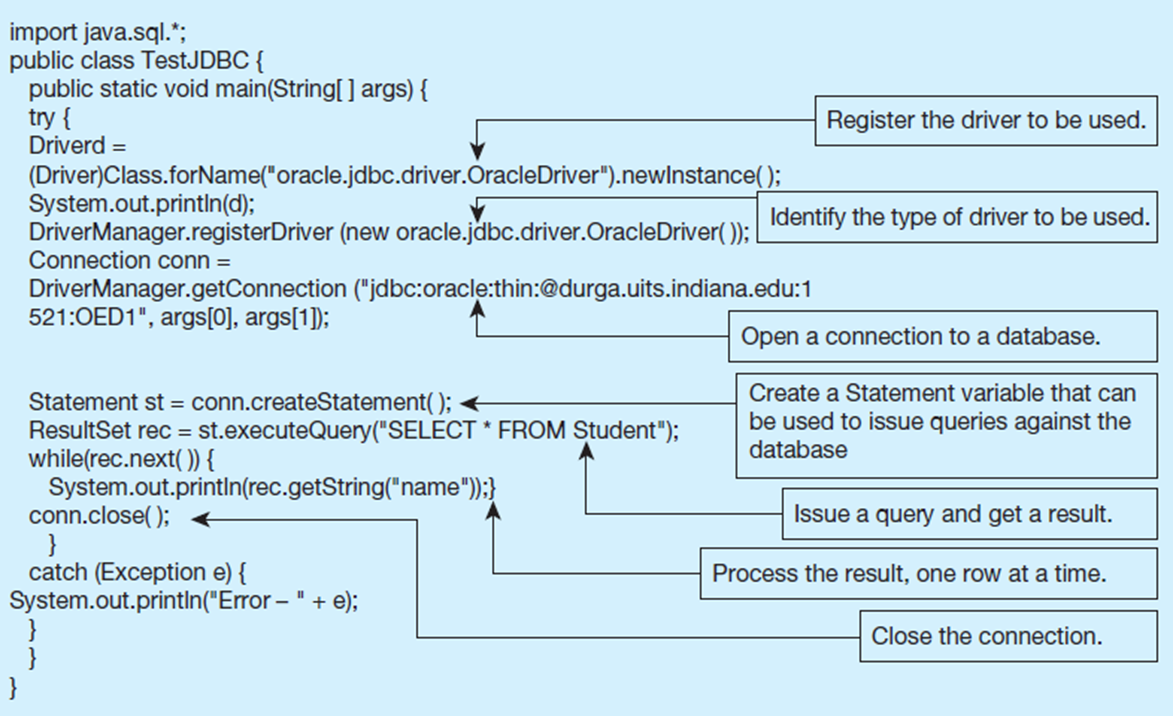 import java.sql.*;
public class TestJDBC {
public static void main(String[ ] args) {
try {
Driverd =
(Driver)Class.forName("oracle.jdbc.driver.OracleDriver").newInstance( );
System.out.println(d);
DriverManager.registerDriver (new oracle.jdbc.driver.OracleDriver( ));
Connection conn =
DriverManager.getConnection ("jdbc:oracle:thin:@durga.uits.indiana.edu:1
521:OED1", args[0], args[1]);
Statement st = conn.createStatement( );
ResultSet rec = st.executeQuery("SELECT * FROM Student");
while(rec.next( )) {
System.out.println(rec.getString("name"));}
conn.close( );
}
catch (Exception e) {
System.out.println("Error – " + e);
}
}
}
Register the driver to be used.
Identify the type of driver to be used.
Open a connection to a database.
Create a Statement variable that can
be used to issue queries against the
database
Issue a query and get a result.
Process the result, one row at a time.
Close the connection.